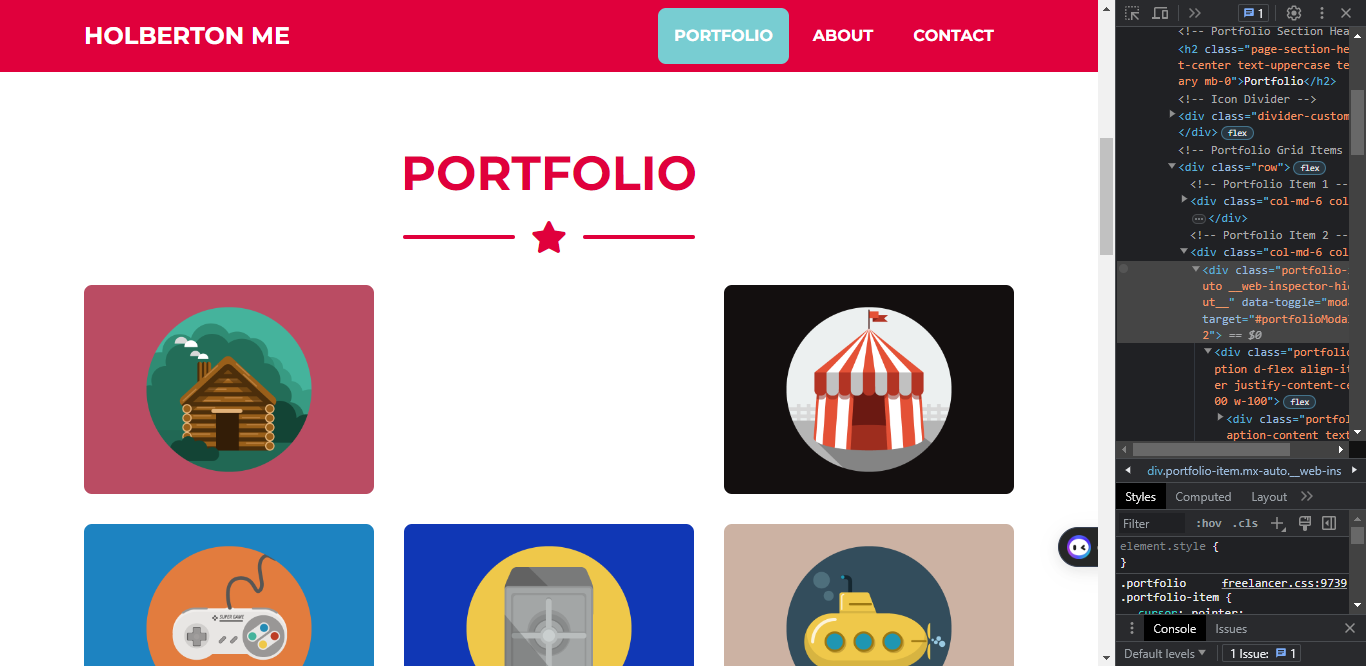 HOLBERTON ME
PORTFOLIO ABOUT CONTACT
PORTFOLIO
SUPER GAME
1
<!-- Portfolio Section Hea
<h2 class="page-section-he
t-center text-uppercase te
ary mb-0">Portfolio</h2>
<!-- Icon Divider -->
<div class="divider-custom
</div> flex
<!-- Portfolio Grid Items
<div class="row"> flex
<!-- Portfolio Item 1 --
<div class="col-md-6 col
… </div>
<!-- Portfolio Item 2 --
<div class="col-md-6 col
<div class="portfolio-
uto __web-inspector-hi
ut__" data-toggle="moda
target="#portfolioModa
2"> == $0
<div class="portfolio
ption d-flex align-it
er justify-content-ce
00 w-100"> flex
<div class="portfol
aption-content text
div.portfolio-item.mx-auto.__web-ins
Styles Computed Layout
Filter :hov .cls
element.style {
}
.portfolio freelancer.css:9739
.portfolio-item {
cursor: pointer;
Console Issues
Default levels 1 Issue: 1